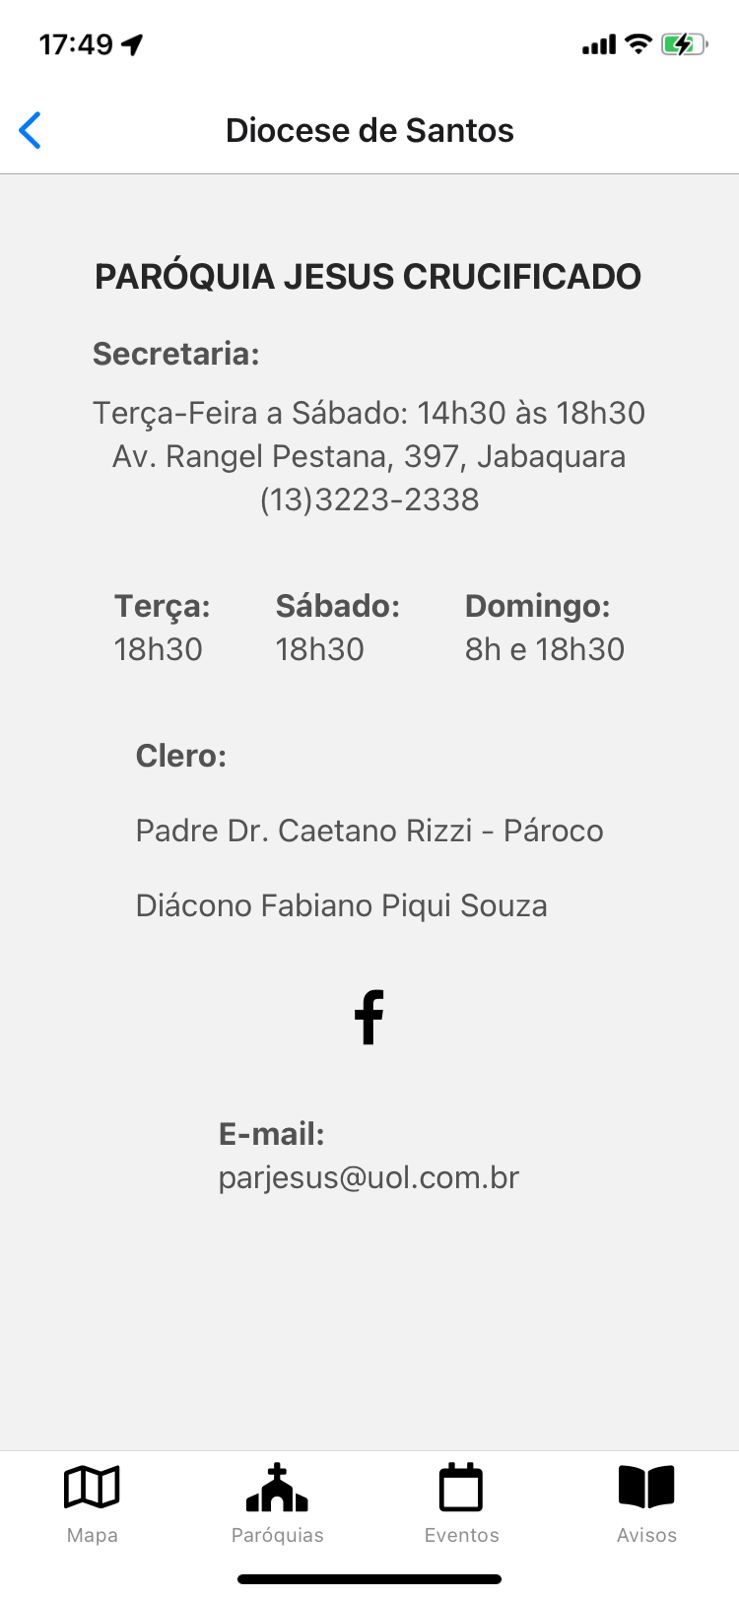 17:49
Diocese de Santos
PARÓQUIA JESUS CRUCIFICADO
Secretaria:
Terça-Feira a Sábado: 14h30 às 18h30
Av. Rangel Pestana, 397, Jabaquara
(13)3223-2338
Terça: Sábado: Domingo:
18h30 18h30 8h e 18h30
Clero:
Padre Dr. Caetano Rizzi - Pároco
Diácono Fabiano Piqui Souza
E-mail:
parjesus@uol.com.br
Mapa Paróquias Eventos Avisos